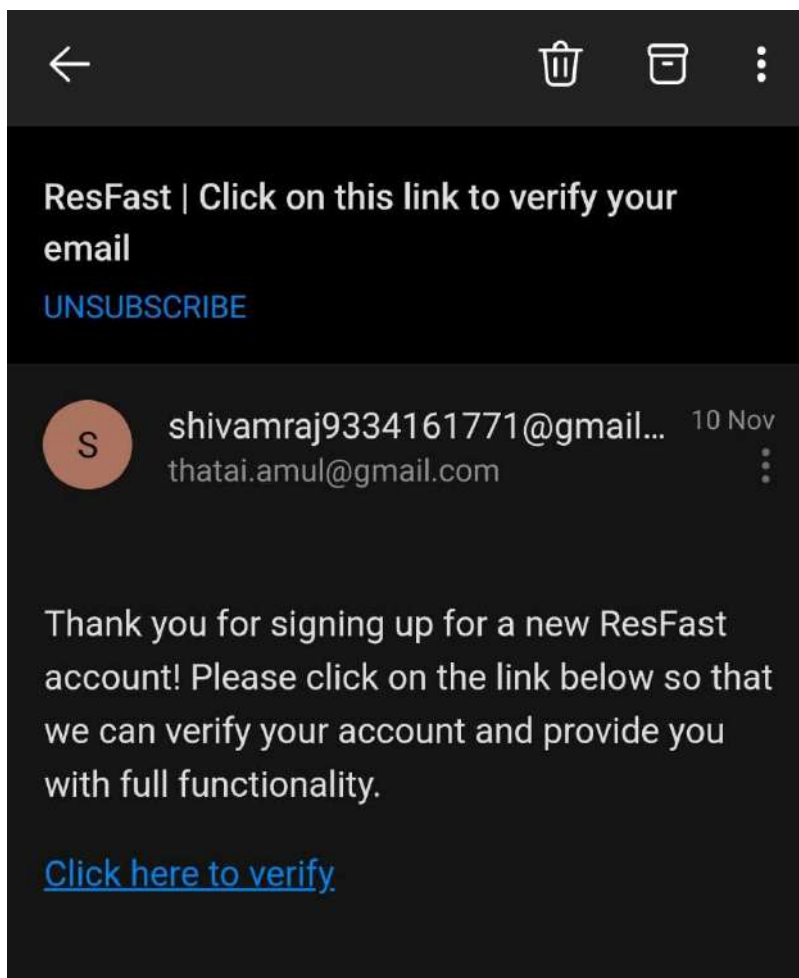 ResFast | Click on this link to verify your
email
UNSUBSCRIBE
S
shivamraj9334161771@gmail...
10 Nov
thatai.amul@gmail.com
Thank you for signing up for a new ResFast
account! Please click on the link below so that
we can verify your account and provide you
with full functionality.
Click here to verify